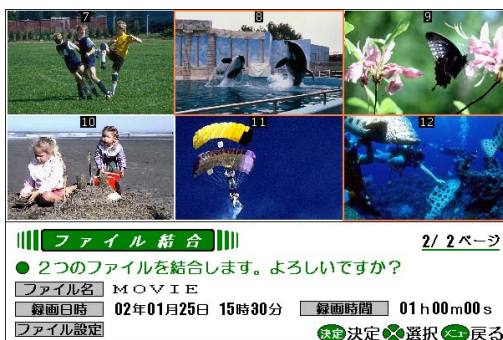 7 8 9
10 11 12
ファイル結合 2/ 2ページ
● 2つのファイルを結合します。よろしいですか？
ファイル名 MOVIE
録画日時 02年01月25日 15時30分 録画時間 01h00m00s
ファイル設定 決定 決定 選択 メニュー 戻る